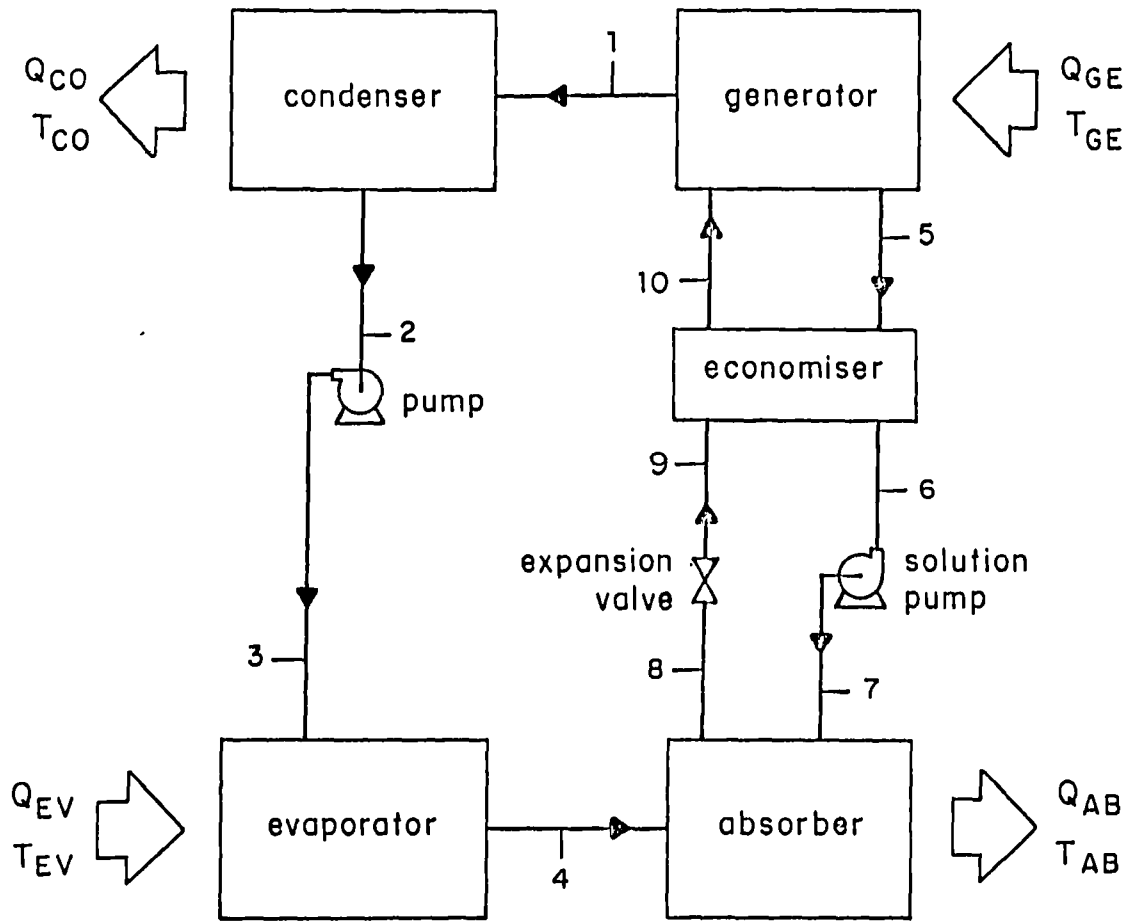 1
Q_CO
T_CO
condenser
generator
Q_GE
T_GE
5
10
2
pump
economiser
9
6
expansion
valve
solution
pump
3
8
7
Q_EV
T_EV
evaporator
absorber
Q_AB
T_AB
4